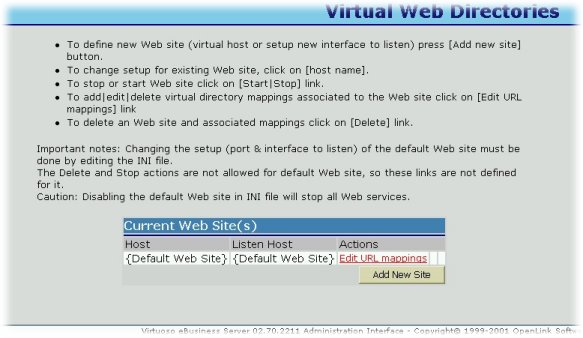 Virtual Web Directories
• To define new Web site (virtual host or setup new interface to listen) press [Add new site]
button.
• To change setup for existing Web site, click on [host name].
• To stop or start Web site click on [Start|Stop] link.
• To add|edit|delete virtual directory mappings associated to the Web site click on [Edit URL
mappings] link
• To delete an Web site and associated mappings click on [Delete] link.
Important notes: Changing the setup (port & interface to listen) of the default Web site must be
done by editing the INI file.
The Delete and Stop actions are not allowed for default Web site, so these links are not defined
for it.
Caution: Disabling the default Web site in INI file will stop all Web services.
Current Web Site(s)
Host Listen Host Actions
{Default Web Site} {Default Web Site} Edit URL mappings
Add New Site
Virtuoso eBusiness Server 02.70.2211 Administration Interface - Copyright© 1999-2001 OpenLink Softw